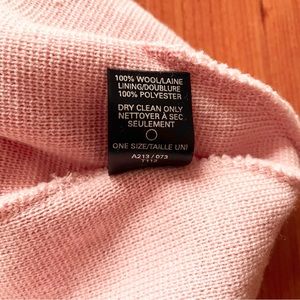 100% WOOL/LAINE
LINING/DOUBLURE
100% POLYESTER
DRY CLEAN ONLY
NETTOYER À SEC
SEULEMENT
ONE SIZE/TAILLE UNI
A213 / 073
T112